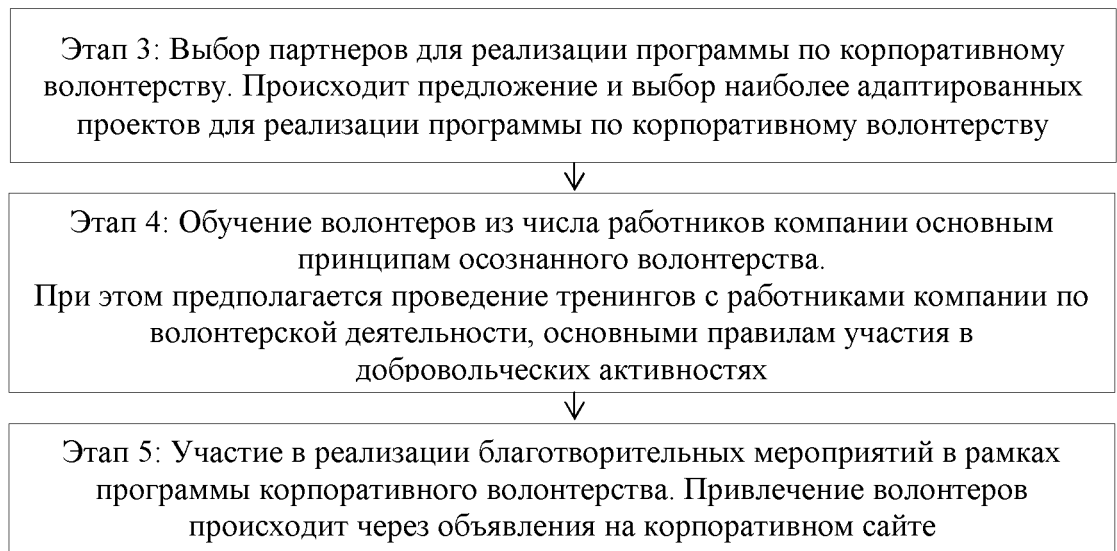 Этап 3: Выбор партнеров для реализации программы по корпоративному
волонтерству. Происходит предложение и выбор наиболее адаптированных
проектов для реализации программы по корпоративному волонтерству
Этап 4: Обучение волонтеров из числа работников компании основным
принципам осознанного волонтерства.
При этом предполагается проведение тренингов с работниками компании по
волонтерской деятельности, основными правилам участия в
добровольческих активностях
Этап 5: Участие в реализации благотворительных мероприятий в рамках
программы корпоративного волонтерства. Привлечение волонтеров
происходит через объявления на корпоративном сайте